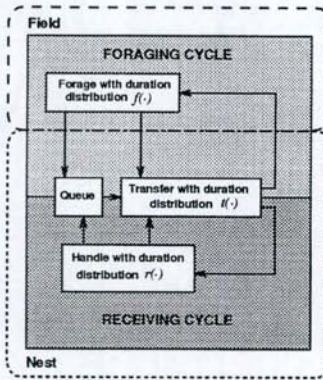 Field
FORAGING CYCLE
Forage with duration
distribution f(·)
Queue
Transfer with duration
distribution t(·)
Handle with duration
distribution r(·)
RECEIVING CYCLE
Nest